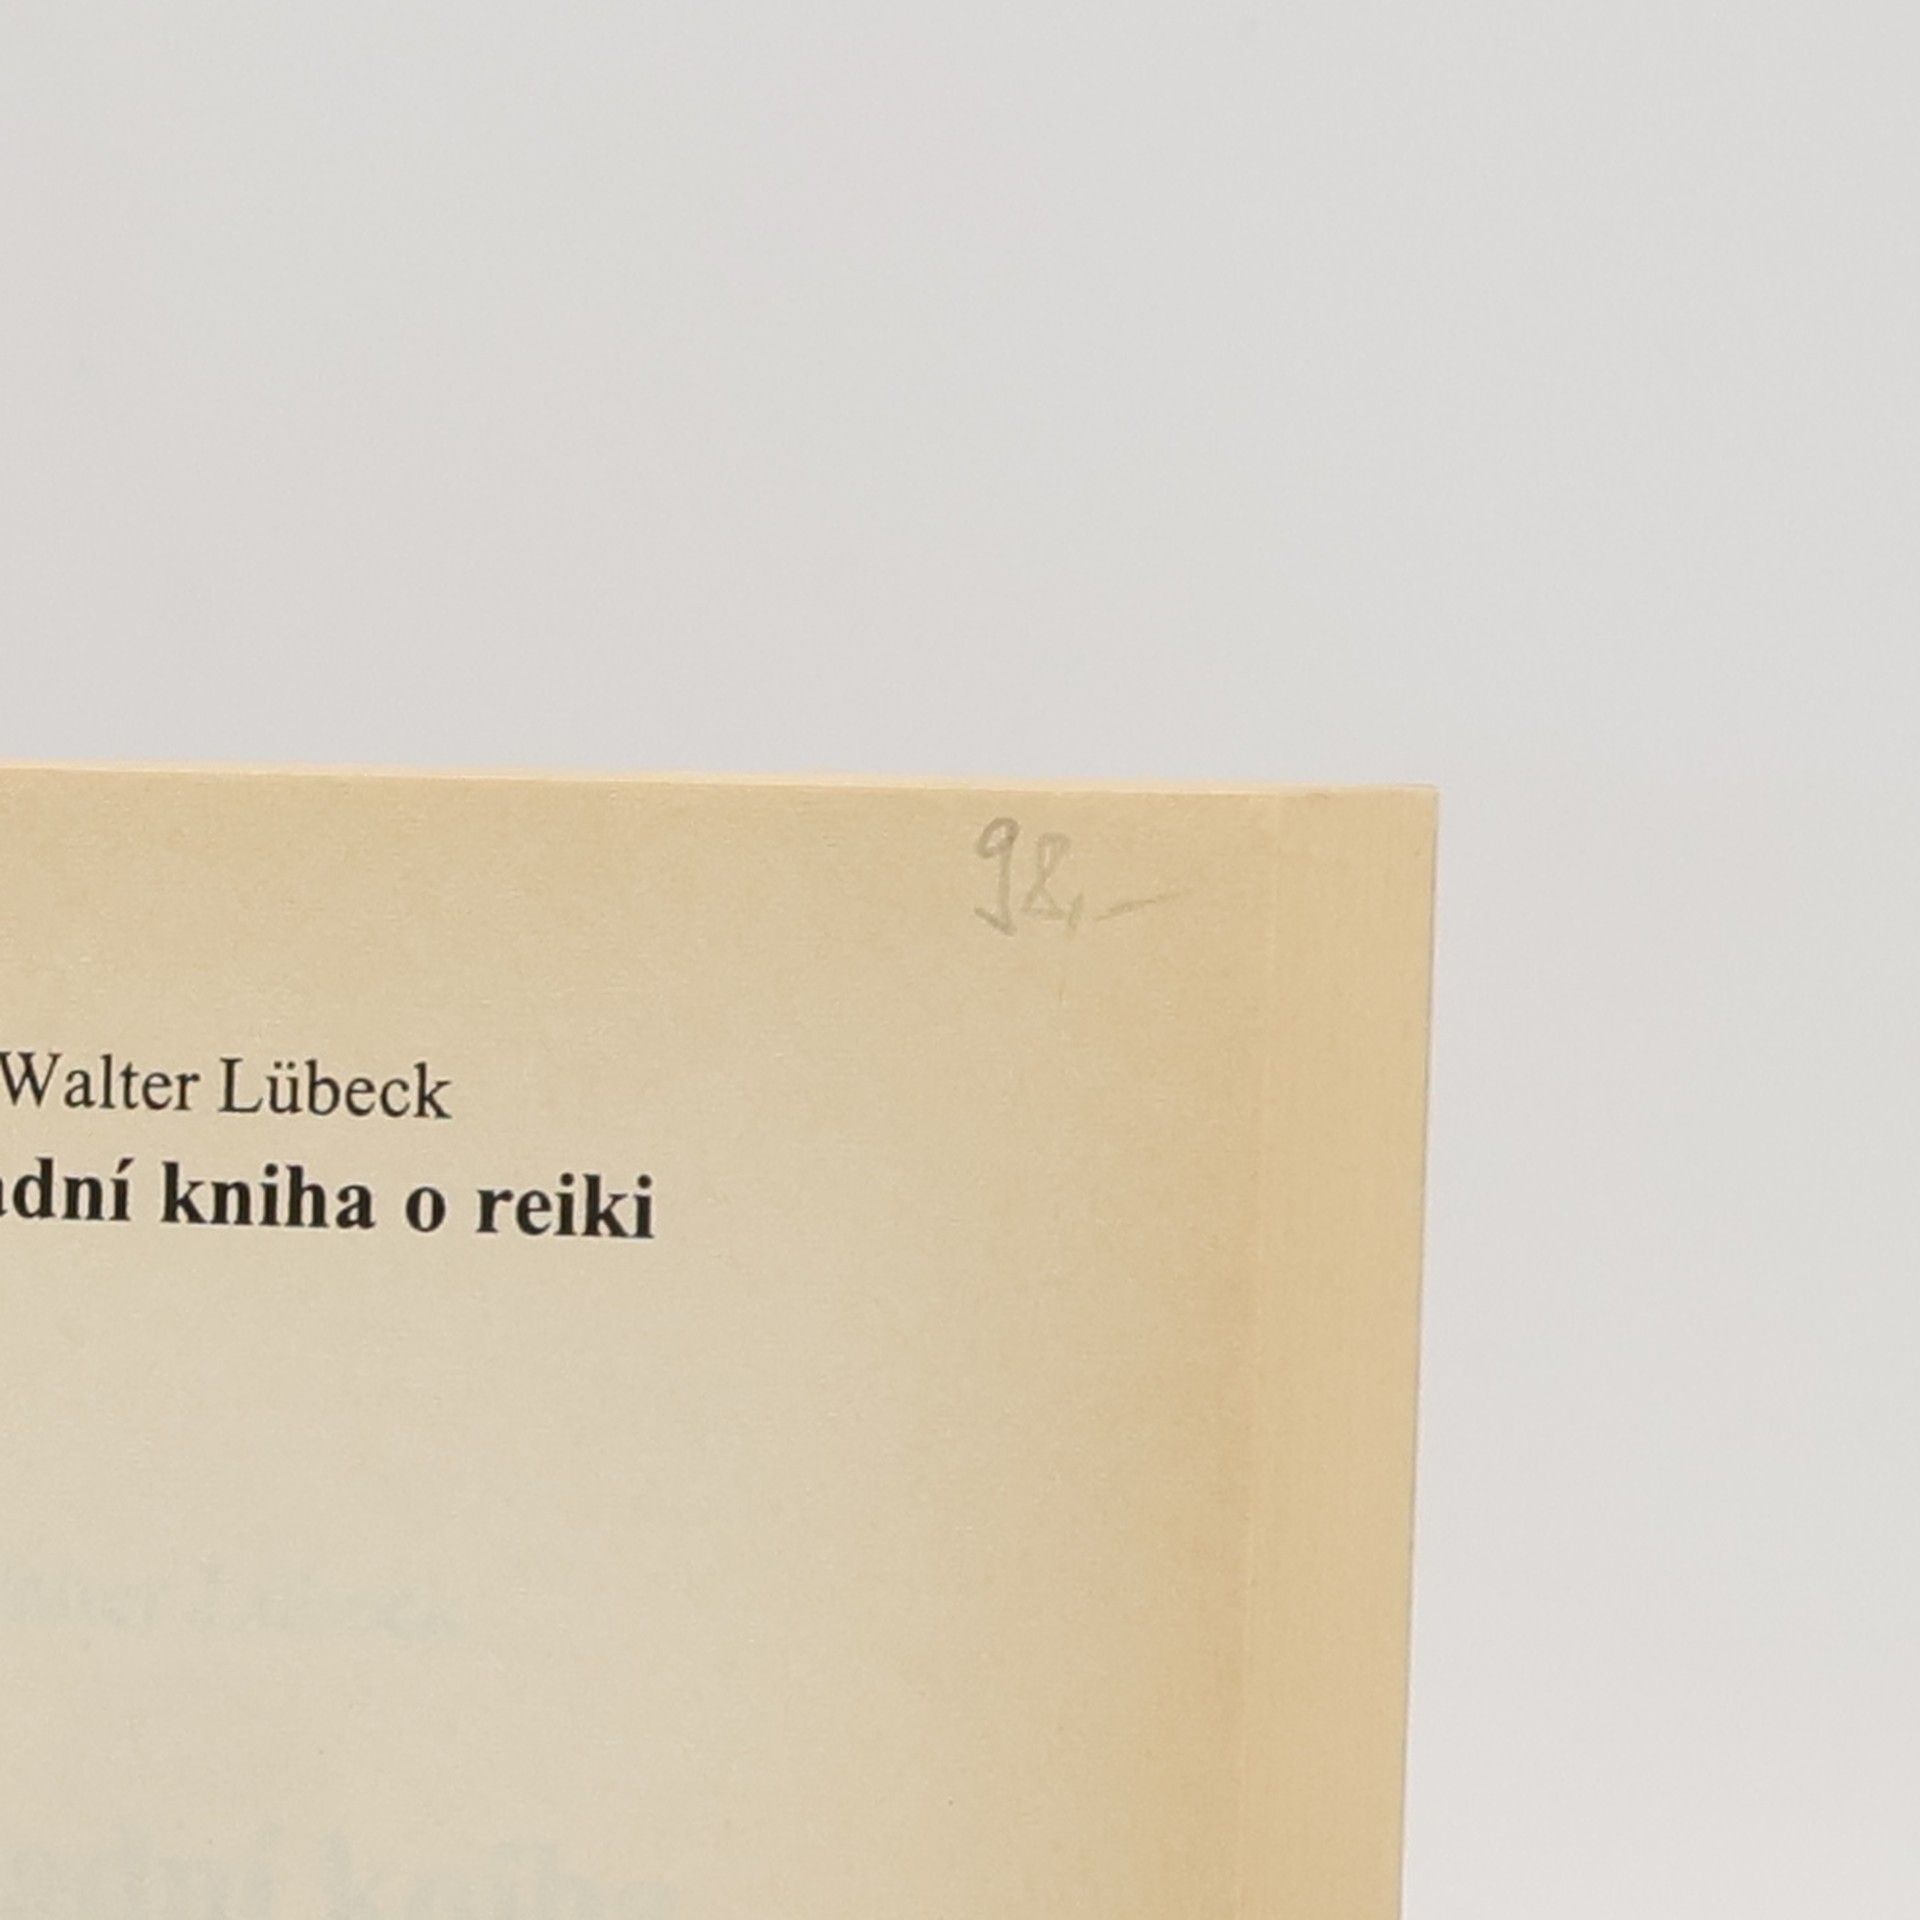 98,-
Walter Lübeck
adní kniha o reiki